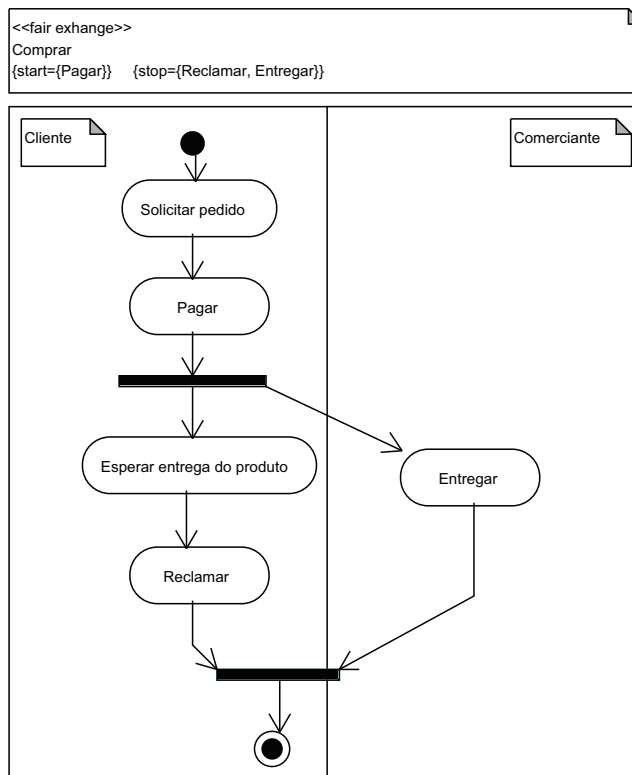 <<fair exhange>>
Comprar
{start={Pagar}} {stop={Reclamar, Entregar}}
Cliente
Comerciante
Solicitar pedido
Pagar
Esperar entrega do produto
Entregar
Reclamar